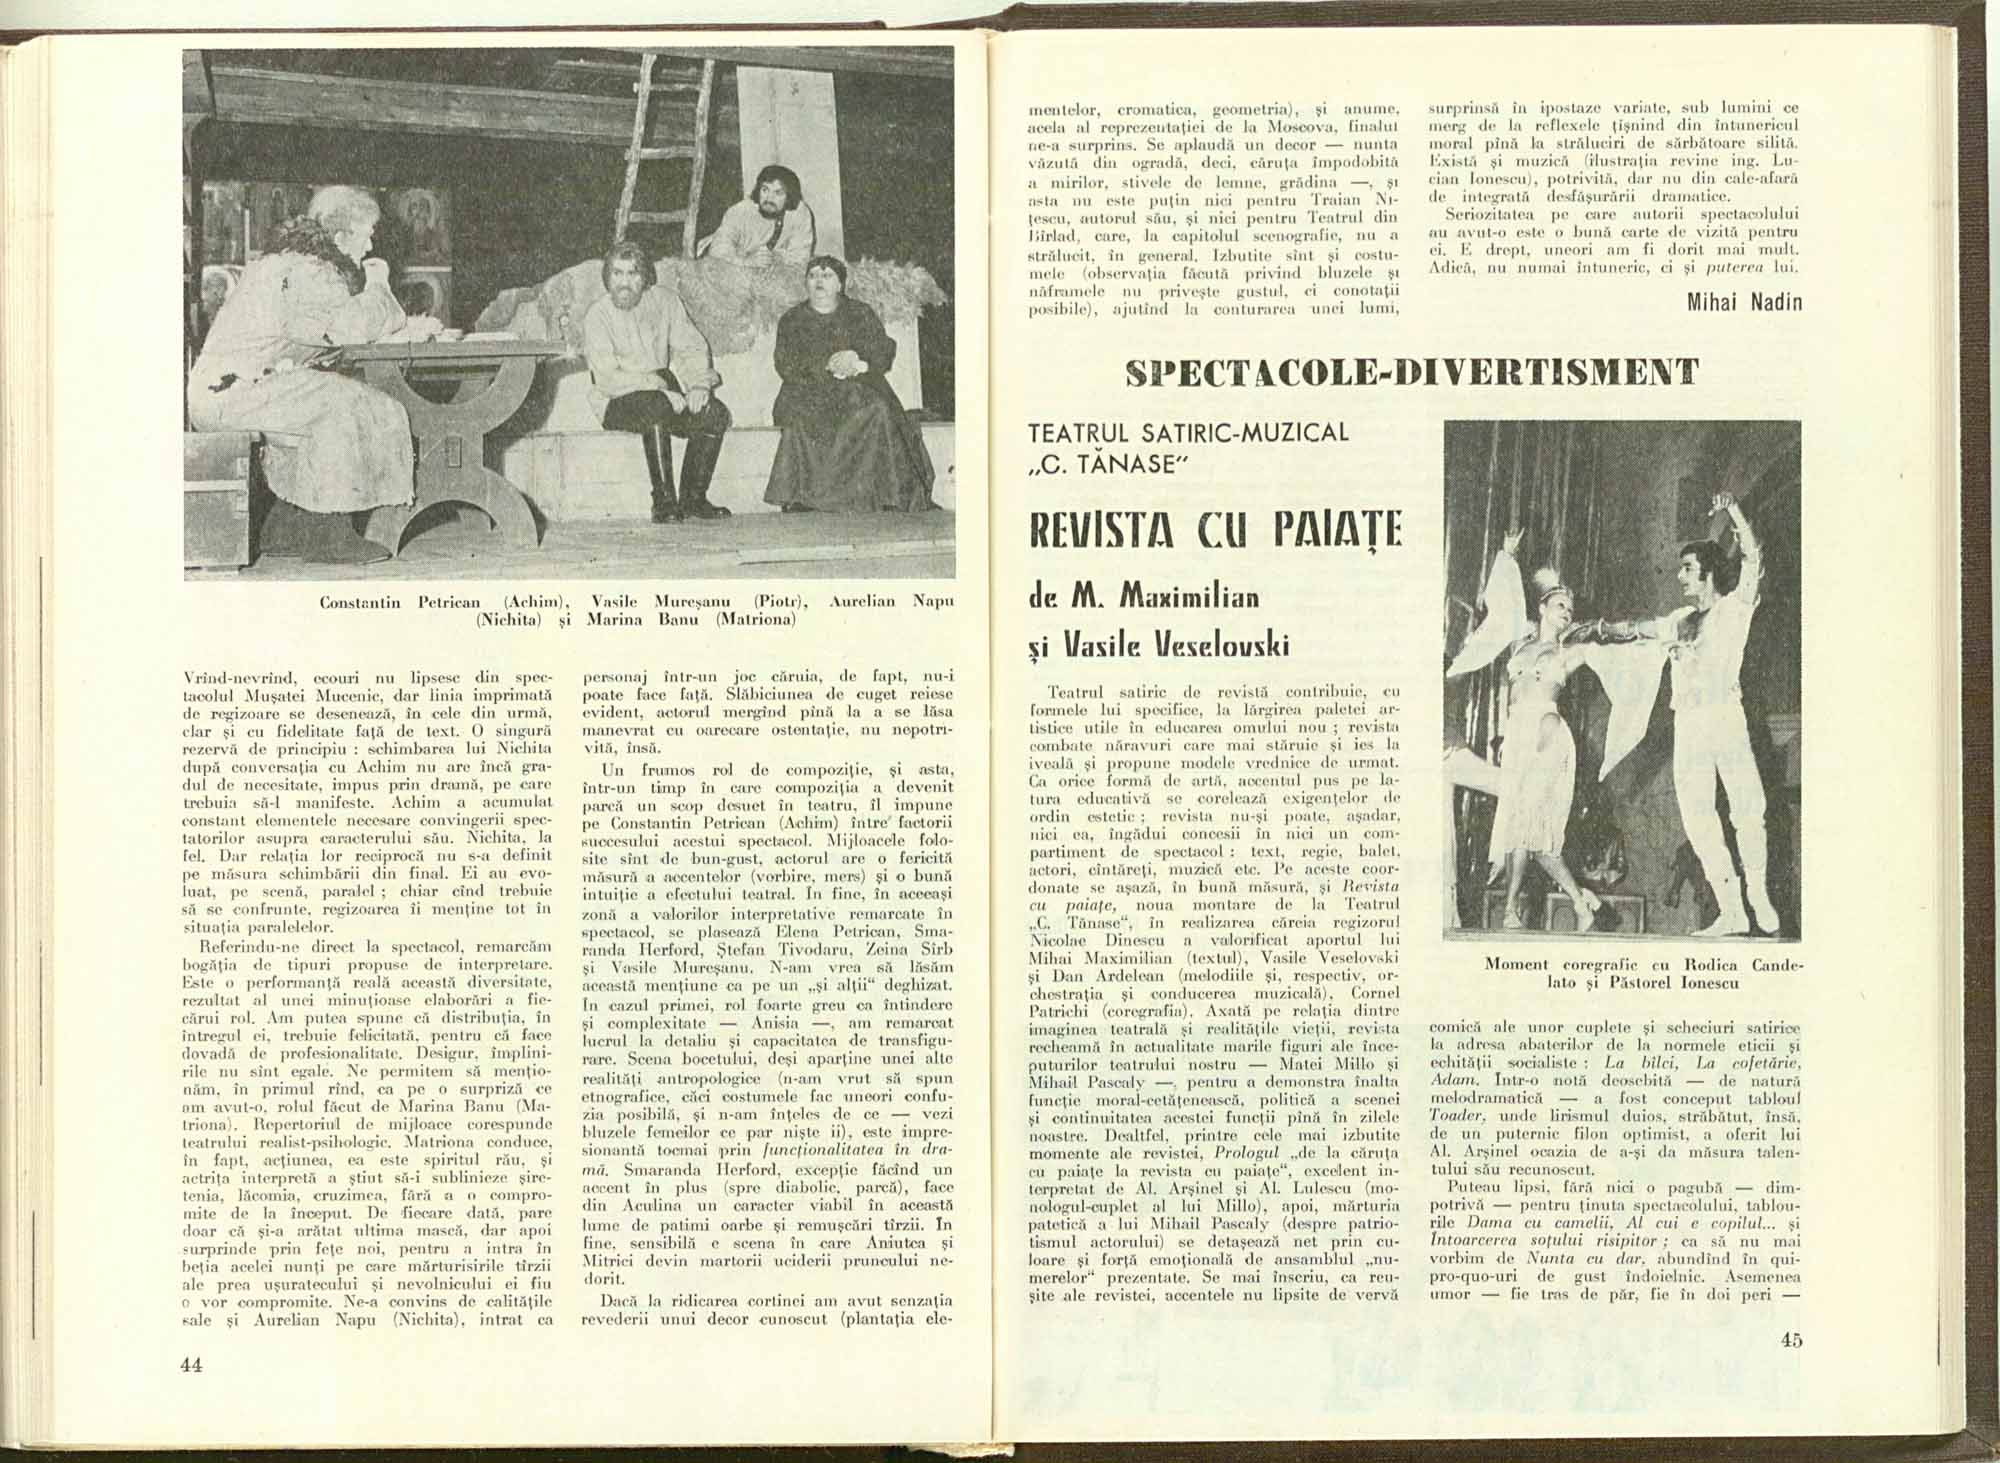 Constantin Petrican (Achim), Vasile Mureşanu (Piotr), Aurelian Napu
(Nichita) şi Marina Banu (Matriona)
Vrînd-nevrînd, ecouri nu lipsesc din spec-
tacolul Muşatei Mucenic, dar linia imprimată
de regizoare se desenează, în cele din urmă,
clar şi cu fidelitate faţă de text. O singură
rezervă de principiu : schimbarea lui Nichita
după conversaţia cu Achim nu are încă gra-
dul de necesitate, impus prin dramă, pe care
trebuia să-l manifeste. Achim a acumulat
constant elementele necesare convingerii spec-
tatorilor asupra caracterului său. Nichita, la
fel. Dar relaţia lor reciprocă nu s-a definit
pe măsura schimbării din final. Ei au evo-
luat, pe scenă, paralel ; chiar cînd trebuie
să se confrunte, regizoarea îi menţine tot în
situaţia paralelelor.
Referindu-ne direct la spectacol, remarcăm
bogăţia de tipuri propuse de interpretare.
Este o performanţă reală această diversitate,
rezultat al unei minuţioase elaborări a fie-
cărui rol. Am putea spune că distribuţia, în
întregul ei, trebuie felicitată, pentru că face
dovadă de profesionalitate. Desigur, împlini-
rile nu sînt egale. Ne permitem să menţio-
năm, în primul rînd, ca pe o surpriză ce
am avut-o, rolul făcut de Marina Banu (Ma-
triona). Repertoriul de mijloace corespunde
teatrului realist-psihologic. Matriona conduce,
în fapt, acţiunea, ea este spiritul rău, şi
actriţa interpretă a ştiut să-i sublinieze şire-
tenia, lăcomia, cruzimea, fără a o compro-
mite de la început. De fiecare dată, pare
doar că şi-a arătat ultima mască, dar apoi
surprinde prin feţe noi, pentru a intra în
beţia acelei nunţi pe care mărturisirile tîrzii
ale prea uşuratecului şi nevolnicului ei fiu
o vor compromite. Ne-a convins de calităţile
sale şi Aurelian Napu (Nichita), intrat ca
personaj într-un joc căruia, de fapt, nu-i
poate face faţă. Slăbiciunea de cuget reiese
evident, actorul mergînd pînă la a se lăsa
manevrat cu oarecare ostentaţie, nu nepotri-
vită, însă.
Un frumos rol de compoziţie, şi asta,
într-un timp în care compoziţia a devenit
parcă un scop desuet în teatru, îl impune
pe Constantin Petrican (Achim) între factorii
succesului acestui spectacol. Mijloacele folo-
site sînt de bun-gust, actorul are o fericită
măsură a accentelor (vorbire, mers) şi o bună
intuiţie a efectului teatral. In fine, în aceeaşi
zonă a valorilor interpretative remarcate în
spectacol, se plasează Elena Petrican, Sma-
randa Herford, Ştefan Tivodaru, Zeina Sîrb
şi Vasile Mureşanu. N-am vrea să lăsăm
această menţiune ca pe un „şi alţii“ deghizat.
In cazul primei, rol foarte greu ca întindere
şi complexitate — Anisia —, am remarcat
lucrul la detaliu şi capacitatea de transfigu-
rare. Scena bocetului, deşi aparţine unei alte
realităţi antropologice (n-am vrut să spun
etnografice, căci costumele fac uneori confu-
zia posibilă, şi n-am înţeles de ce — vezi
bluzele femeilor ce par nişte ii), este impre-
sionantă tocmai prin funcţionalitatea în dra-
mă. Smaranda Herford, excepţie făcînd un
accent în plus (spre diabolic, parcă), face
din Aculina un caracter viabil în această
lume de patimi oarbe şi remuşcări tîrzii. In
fine, sensibilă e scena în care Aniutca şi
Mitrici devin martorii uciderii pruncului ne-
dorit.
Dacă la ridicarea cortinei am avut senzaţia
revederii unui decor cunoscut (plantaţia ele-
44
mentelor, cromatica, geometria), şi anume,
acela al reprezentaţiei de la Moscova, finalul
ne-a surprins. Se aplaudă un decor — nunta
văzută din ogradă, deci, căruţa împodobită
a mirilor, stivele de lemne, grădina —, şi
asta nu este puţin nici pentru Traian Ni-
ţescu, autorul său, şi nici pentru Teatrul din
Bîrlad, care, la capitolul scenografie, nu a
strălucit, în general. Izbutite sînt şi costu-
mele (observaţia făcută privind bluzele şi
năframele nu priveşte gustul, ci conotaţii
posibile), ajutînd la conturarea unei lumi,
surprinsă în ipostaze variate, sub lumini ce
merg de la reflexele ţîşnind din întunericul
moral pînă la străluciri de sărbătoare silită.
Există şi muzică (ilustraţia revine ing. Lu-
cian Ionescu), potrivită, dar nu din cale-afară
de integrată desfăşurării dramatice.
Seriozitatea pe care autorii spectacolului
au avut-o este o bună carte de vizită pentru
ei. E drept, uneori am fi dorit mai mult.
Adică, nu numai întuneric, ci şi puterea lui.
Mihai Nadin
SPECTACOLE-DIVERTISMENT
TEATRUL SATIRIC-MUZICAL
„C. TĂNASE“
REVISTA CU PAIAŢE
de M. Maximilian
şi Vasile Veselovski
Teatrul satiric de revistă contribuie, cu
formele lui specifice, la lărgirea paletei ar-
tistice utile în educarea omului nou ; revista
combate năravuri care mai stăruie şi ies la
iveală şi propune modele vrednice de urmat.
Ca orice formă de artă, accentul pus pe la-
tura educativă se corelează exigenţelor de
ordin estetic ; revista nu-şi poate, aşadar,
nici ea, îngădui concesii în nici un com-
partiment de spectacol : text, regie, balet,
actori, cîntăreţi, muzică etc. Pe aceste coor-
donate se aşază, în bună măsură, şi Revista
cu paiaţe, noua montare de la Teatrul
„C. Tănase“, în realizarea căreia regizorul
Nicolae Dinescu a valorificat aportul lui
Mihai Maximilian (textul), Vasile Veselovski
şi Dan Ardelean (melodiile şi, respectiv, or-
chestraţia şi conducerea muzicală), Cornel
Patrichi (coregrafia). Axată pe relaţia dintre
imaginea teatrală şi realităţile vieţii, revista
recheamă în actualitate marile figuri ale înce-
puturilor teatrului nostru — Matei Millo şi
Mihail Pascaly —, pentru a demonstra înalta
funcţie moral-cetăţenească, politică a scenei
şi continuitatea acestei funcţii pînă în zilele
noastre. Dealtfel, printre cele mai izbutite
momente ale revistei, Prologul „de la căruţa
cu paiaţe la revista cu paiaţe“, excelent in-
terpretat de Al. Arşinel şi Al. Lulescu (mo-
nologul-cuplet al lui Millo), apoi, mărturia
patetică a lui Mihail Pascaly (despre patrio-
tismul actorului) se detaşează net prin cu-
loare şi forţă emoţională de ansamblul „nu-
merelor“ prezentate. Se mai înscriu, ca reu-
şite ale revistei, accentele nu lipsite de vervă
Moment coregrafic cu Rodica Cande-
lato şi Păstorel Ionescu
comică ale unor cuplete şi scheciuri satirice
la adresa abaterilor de la normele eticii şi
echităţii socialiste : La bîlci, La cofetărie,
Adam. Intr-o notă deosebită — de natură
melodramatică — a fost conceput tabloul
Toader, unde lirismul duios, străbătut, însă,
de un puternic filon optimist, a oferit lui
Al. Arşinel ocazia de a-şi da măsura talen-
tului său recunoscut.
Puteau lipsi, fără nici o pagubă — dim-
potrivă — pentru ţinuta spectacolului, tablou-
rile Dama cu camelii, Al cui e copilul... şi
Intoarcerea soţului risipitor ; ca să nu mai
vorbim de Nunta cu dar, abundînd în qui-
pro-quo-uri de gust îndoielnic. Asemenea
umor — fie tras de păr, fie în doi peri —
45